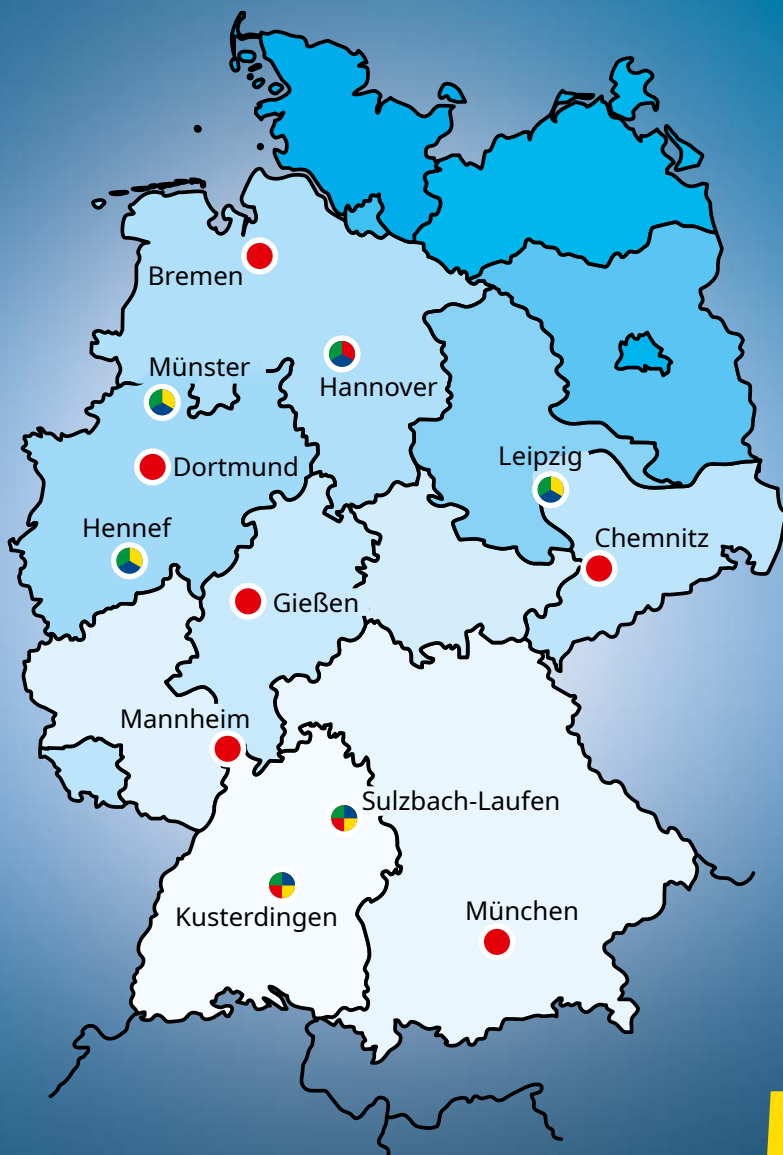 Bremen
Münster
Hannover
Leipzig
Dortmund
Hennef
Chemnitz
Gießen
Mannheim
Sulzbach-Laufen
München
Kusterdingen